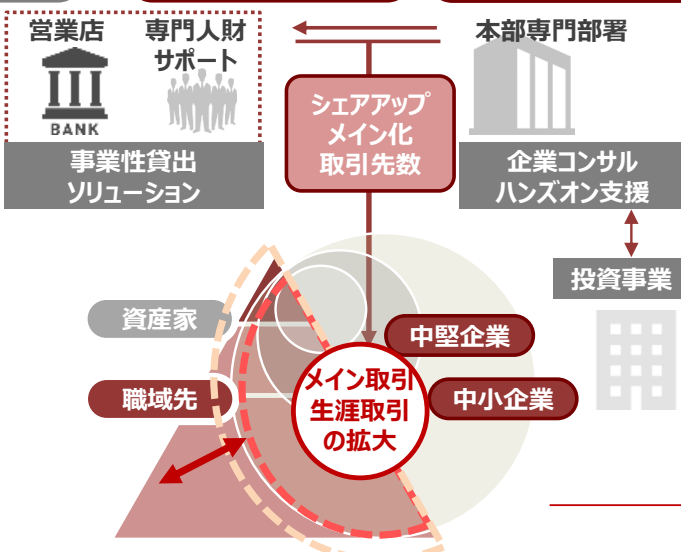 営業店
専門人財
サポート
本部専門部署
BANK
シェアアップ
メイン化
取引先数
事業性貸出
ソリューション
企業コンサル
ハンズオン支援
投資事業
資産家
中堅企業
職域先
メイン取引
生涯取引
の拡大
中小企業